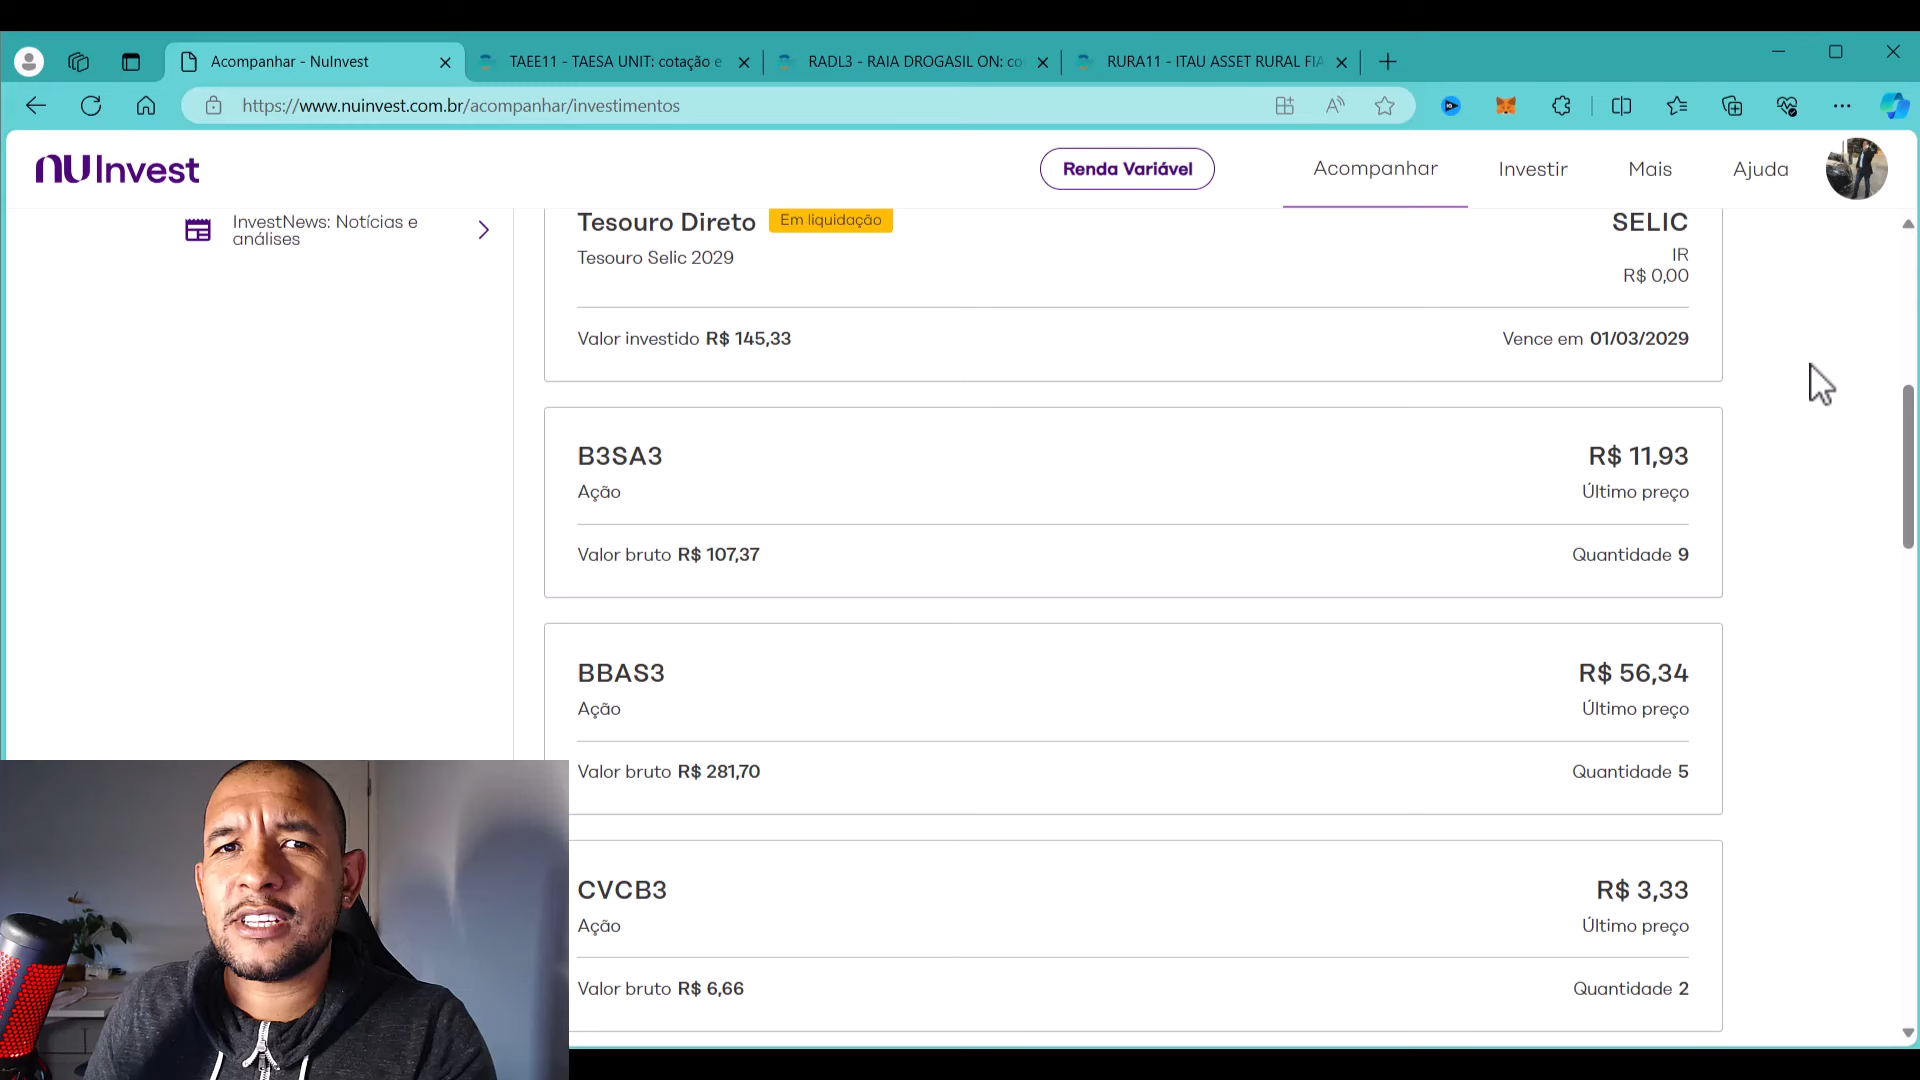 Acompanhar - NuInvest
TAEE11 - TAESA UNIT: cotação e
RADL3 - RAIA DROGASIL ON: co
RURA11 - ITAU ASSET RURAL FIA
https://www.nuinvest.com.br/acompanhar/investimentos
nuInvest
Renda Variável
Acompanhar
Investir
Mais
Ajuda
InvestNews: Notícias e
análises
Tesouro Direto
Em liquidação
SELIC
Tesouro Selic 2029
IR
R$ 0,00
Valor investido R$ 145,33
Vence em 01/03/2029
B3SA3
R$ 11,93
Ação
Último preço
Valor bruto R$ 107,37
Quantidade 9
BBAS3
R$ 56,34
Ação
Último preço
Valor bruto R$ 281,70
Quantidade 5
CVCB3
R$ 3,33
Ação
Último preço
Valor bruto R$ 6,66
Quantidade 2